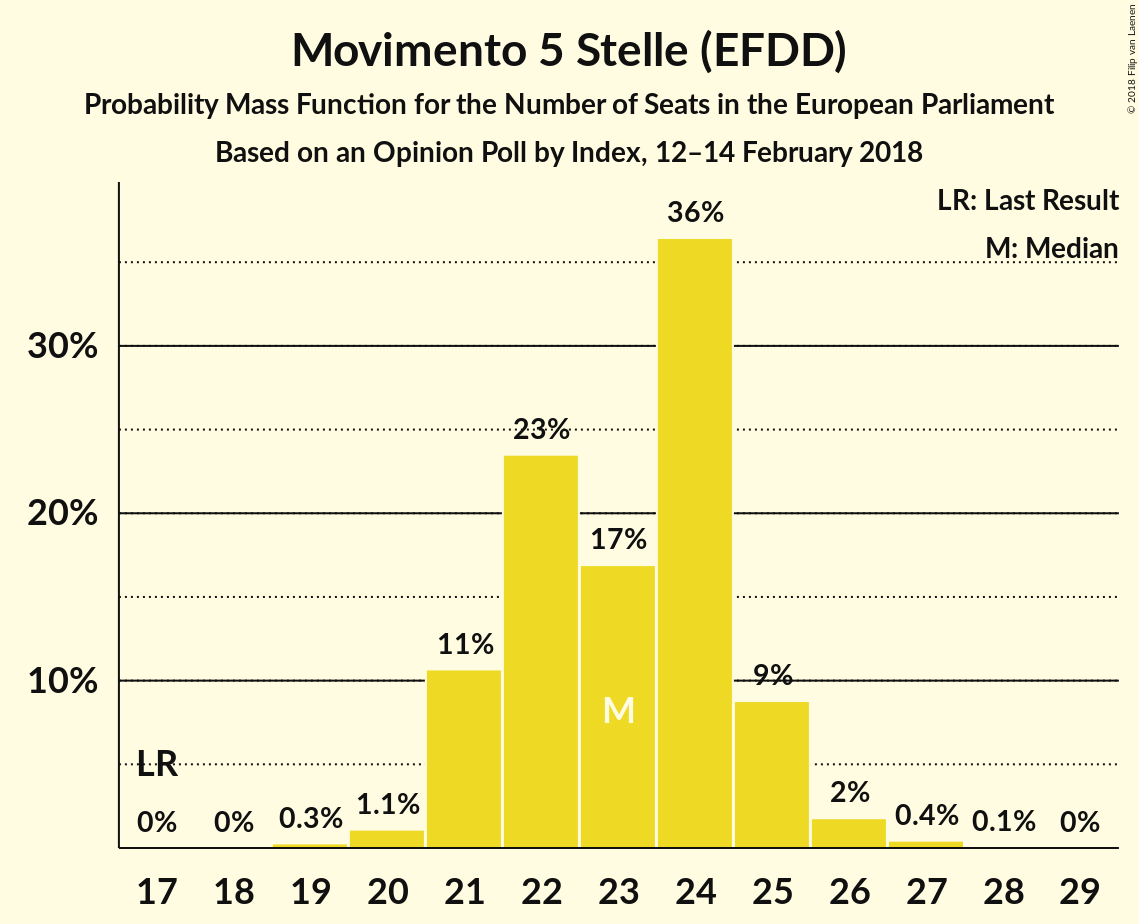 Movimento 5 Stelle (EFDD)
Probability Mass Function for the Number of Seats in the European Parliament
Based on an Opinion Poll by Index, 12–14 February 2018
© 2018 Filip van Laenen
LR: Last Result
M: Median
36%
30%
23%
20%
17%
11%
10%
9%
M
LR
2%
1.1%
0%
0%
0.3%
0.4%
0.1%
0%
17 18 19 20 21 22 23 24 25 26 27 28 29